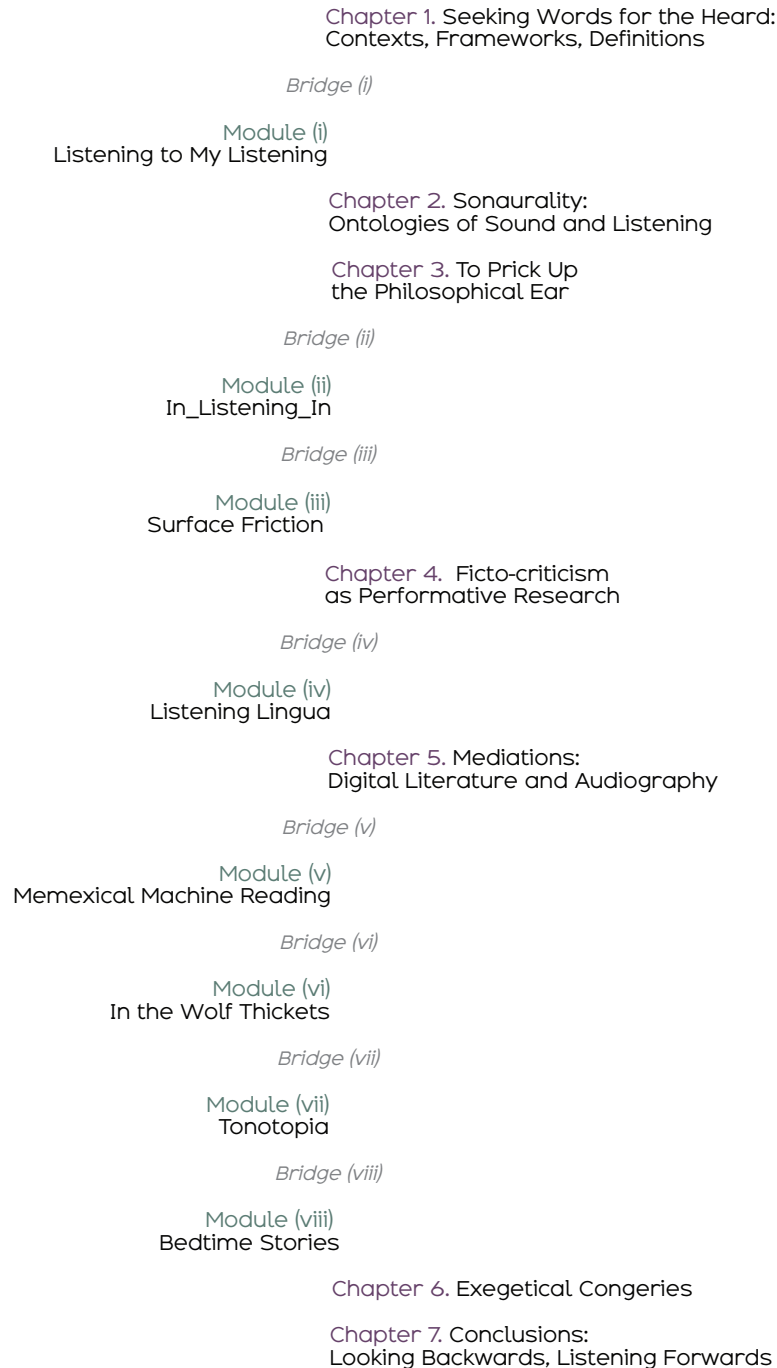 Chapter 1. Seeking Words for the Heard:
Contexts, Frameworks, Definitions
Bridge (i)
Module (i)
Listening to My Listening
Chapter 2. Sonaurality:
Ontologies of Sound and Listening
Chapter 3. To Prick Up
the Philosophical Ear
Bridge (ii)
Module (ii)
In_Listening_In
Bridge (iii)
Module (iii)
Surface Friction
Chapter 4. Ficto-criticism
as Performative Research
Bridge (iv)
Module (iv)
Listening Lingua
Chapter 5. Mediations:
Digital Literature and Audiography
Bridge (v)
Module (v)
Memexical Machine Reading
Bridge (vi)
Module (vi)
In the Wolf Thickets
Bridge (vii)
Module (vii)
Tonotopia
Bridge (viii)
Module (viii)
Bedtime Stories
Chapter 6. Exegetical Congeries
Chapter 7. Conclusions:
Looking Backwards, Listening Forwards